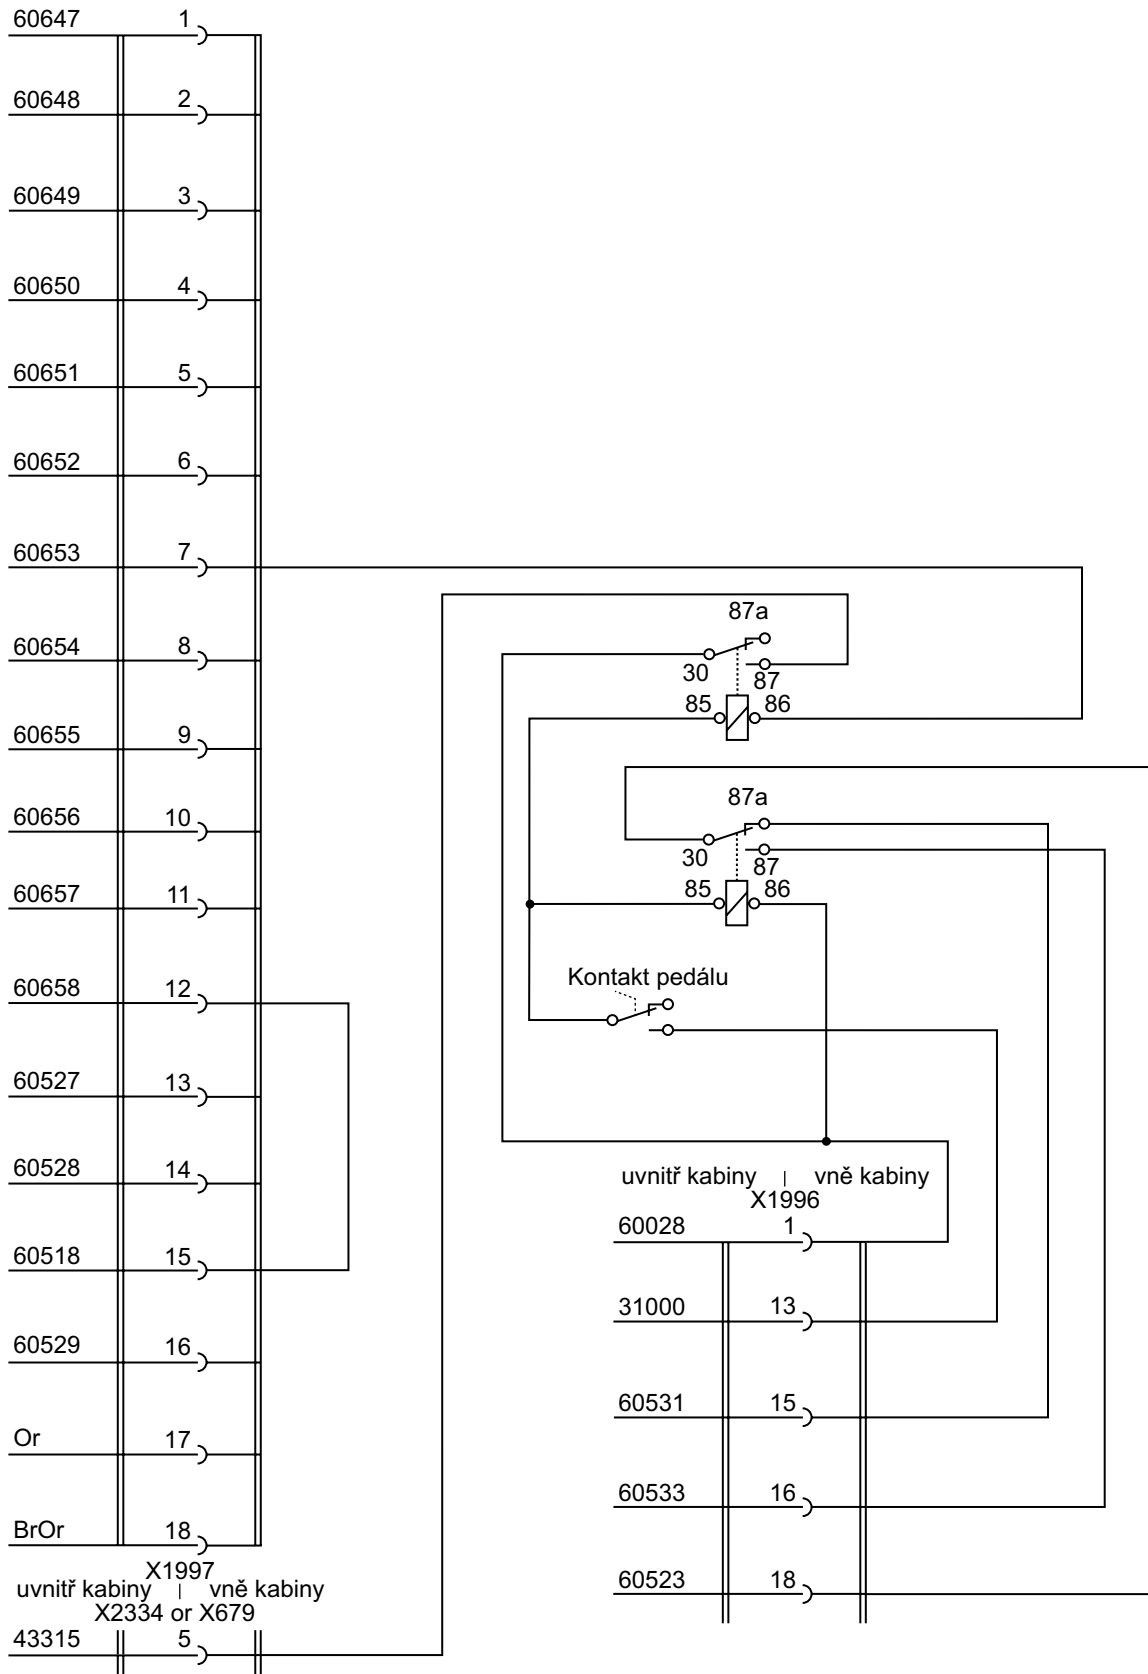 60647 1
60648 2
60649 3
60650 4
60651 5
60652 6
60653 7
60654 8
60655 9
60656 10
60657 11
60658 12
60527 13
60528 14
60518 15
60529 16
Or 17
BrOr 18
X1997
uvnitř kabiny | vně kabiny
X2334 or X679
43315 5
87a
30 87
85 86
87a
30 87
85 86
Kontakt pedálu
uvnitř kabiny | vně kabiny
X1996
60028 1
31000 13
60531 15
60533 16
60523 18